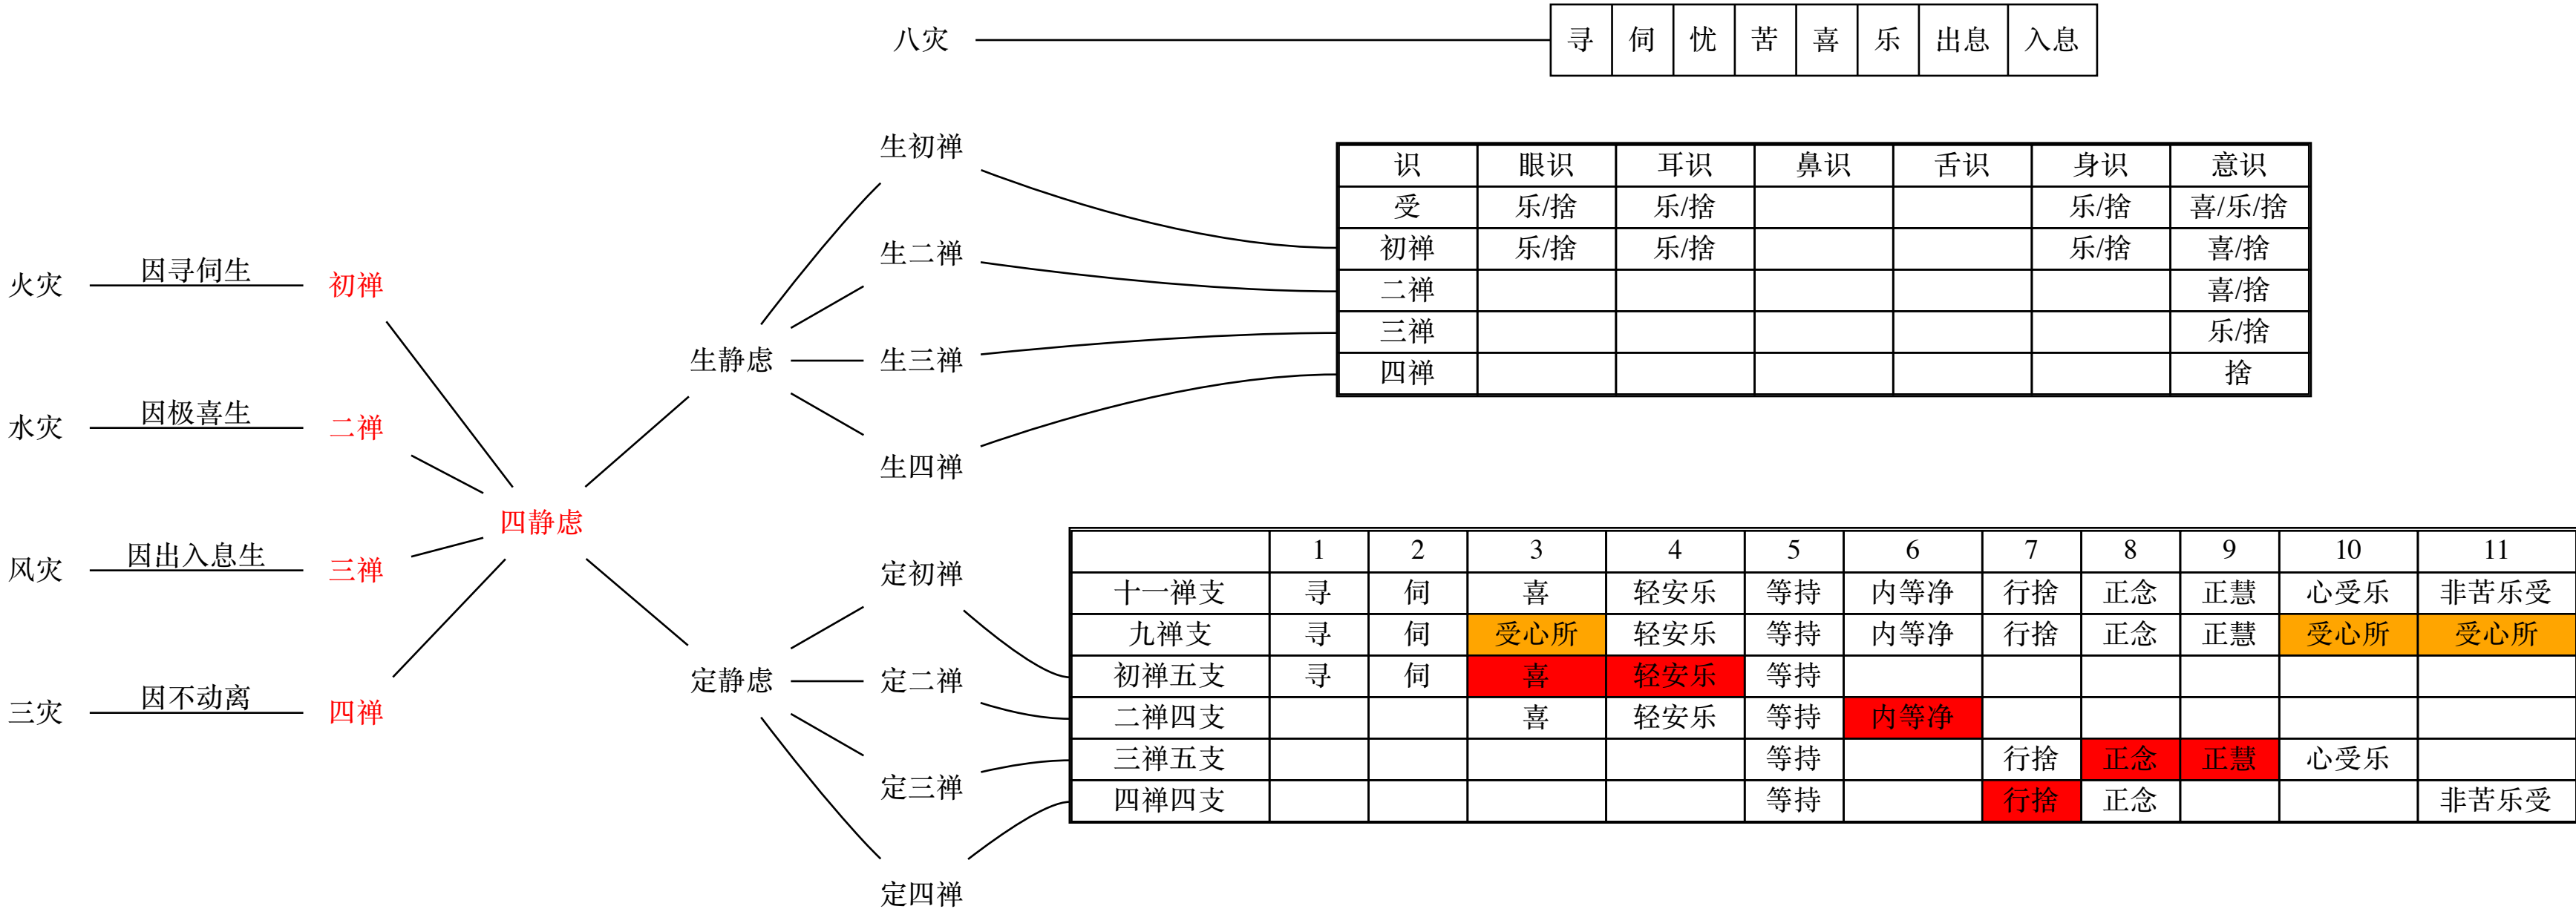 八灾 寻 伺 忧 苦 喜 乐 出息 入息
生初禅
识 眼识 耳识 鼻识 舌识 身识 意识
受 乐/捨 乐/捨 乐/捨 喜/乐/捨
初禅 乐/捨 乐/捨 乐/捨 喜/捨
二禅 喜/捨
三禅 乐/捨
四禅 捨
生二禅
生三禅
生四禅
火灾 因寻伺生 初禅
水灾 因极喜生 二禅
风灾 因出入息生 三禅
三灾 因不动离 四禅
四静虑
生静虑
定静虑
定初禅
定二禅
定三禅
定四禅
1 2 3 4 5 6 7 8 9 10 11
十一禅支 寻 伺 喜 轻安乐 等持 内等净 行捨 正念 正慧 心受乐 非苦乐受
九禅支 寻 伺 受心所 轻安乐 等持 内等净 行捨 正念 正慧 受心所 受心所
初禅五支 寻 伺 喜 轻安乐 等持
二禅四支 喜 轻安乐 等持 内等净
三禅五支 等持 行捨 正念 正慧 心受乐
四禅四支 等持 行捨 正念 非苦乐受